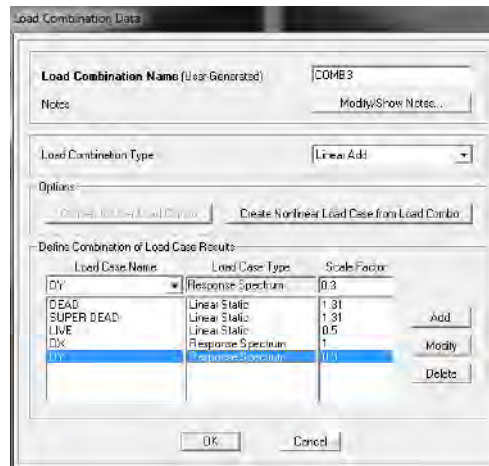 Load Combination Data
Load Combination Name (User-Generated) COMB3
Notes Modify/Show Notes...
Load Combination Type Linear Add
Options
Create Nonlinear Load Case from Load Combo
Define Combination of Load Case Results
Load Case Name Load Case Type Scale Factor
DY Response Spectrum 0.3
DEAD Linear Static 1.31
SUPER DEAD Linear Static 1.31
LIVE Linear Static 0.5
DX Response Spectrum 1
DY Response Spectrum 0.3
Add
Modify
Delete
OK Cancel